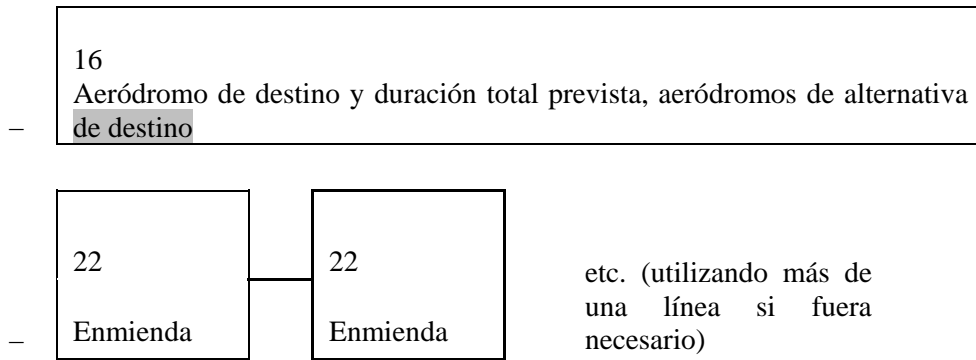 16
Aeródromo de destino y duración total prevista, aeródromos de alternativa
– de destino
22 22
etc. (utilizando más de
una línea si fuera
– Enmienda Enmienda necesario)